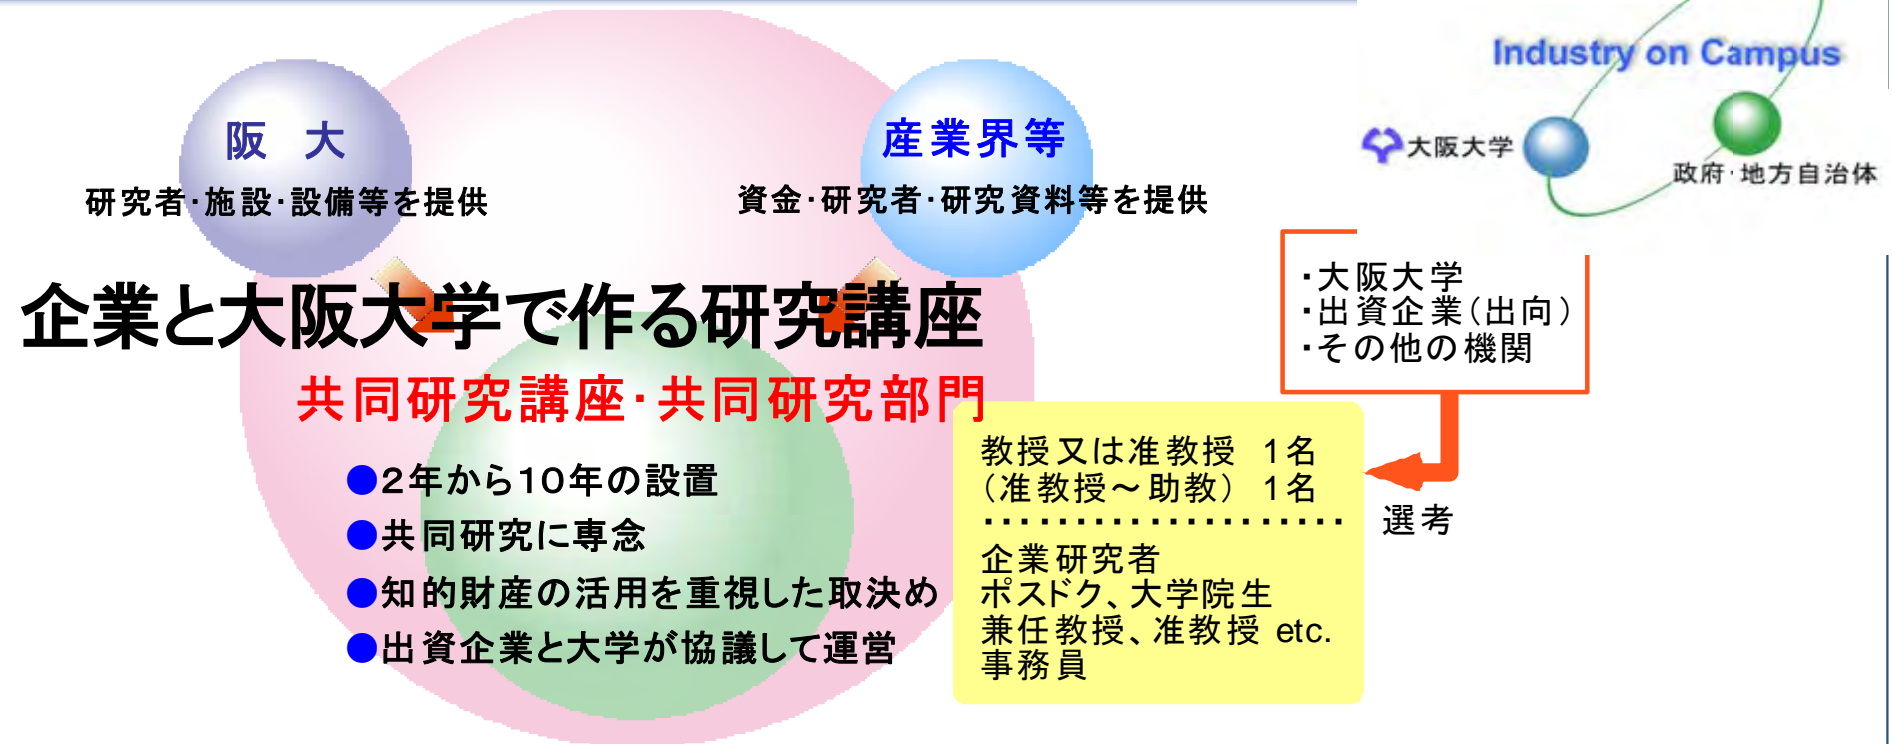 Industry on Campus
大阪大学
政府・地方自治体
阪 大
研究者・施設・設備等を提供
産業界等
資金・研究者・研究資料等を提供
企業と大阪大学で作る研究講座
共同研究講座・共同研究部門
●2年から10年の設置
●共同研究に専念
●知的財産の活用を重視した取決め
●出資企業と大学が協議して運営
・大阪大学
・出資企業(出向)
・その他の機関
選考
教授又は准教授 1名
(准教授～助教) 1名
企業研究者
ポスドク、大学院生
兼任教授、准教授 etc.
事務員